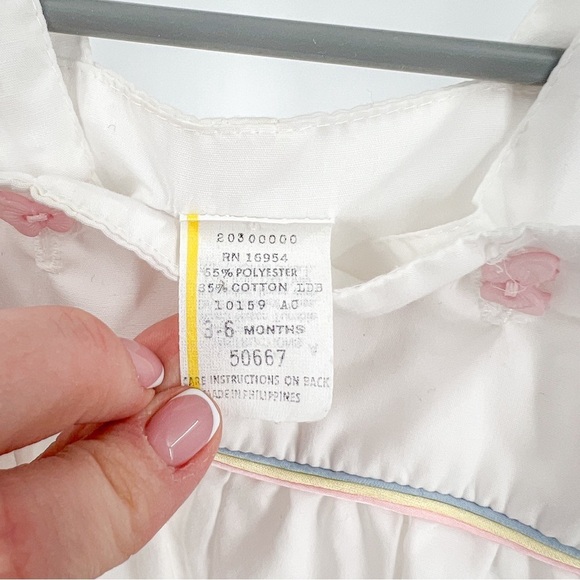 20300000
RN 16954
65% POLYESTER
35% COTTON LDB
10159 AC
3-6 MONTHS
50667
CARE INSTRUCTIONS ON BACK
MADE IN PHILIPPINES